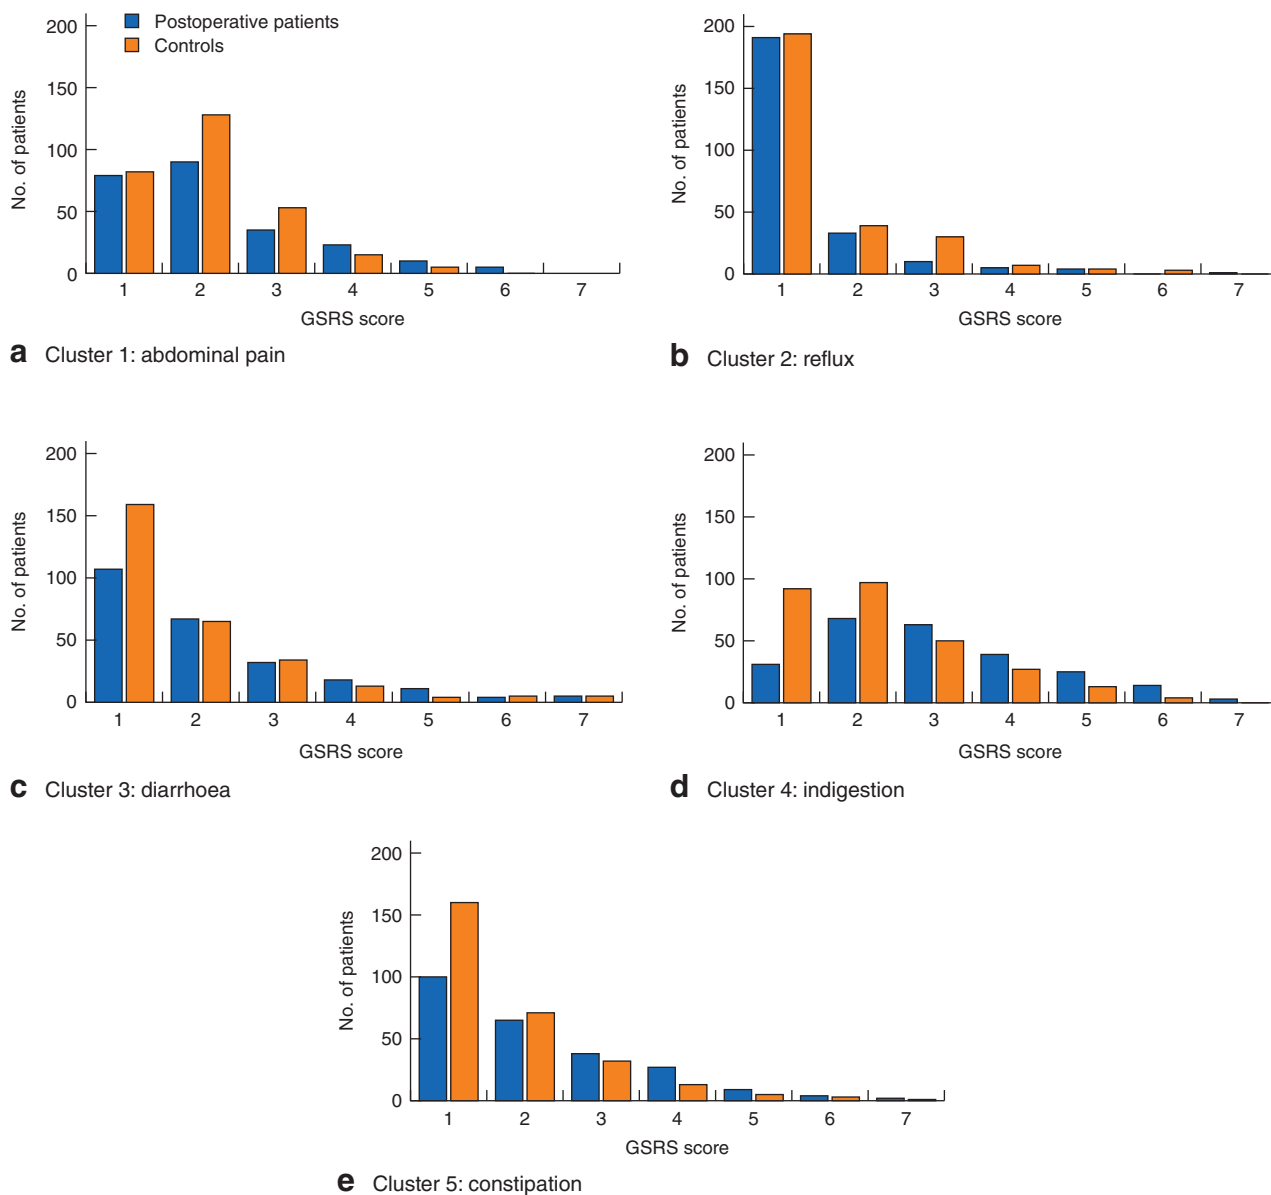 Postoperative patients
Controls
200
150
100
50
0
No. of patients
1 2 3 4 5 6 7
GSRS score
a Cluster 1: abdominal pain
200
150
100
50
0
No. of patients
1 2 3 4 5 6 7
GSRS score
b Cluster 2: reflux
200
150
100
50
0
No. of patients
1 2 3 4 5 6 7
GSRS score
c Cluster 3: diarrhoea
200
150
100
50
0
No. of patients
1 2 3 4 5 6 7
GSRS score
d Cluster 4: indigestion
200
150
100
50
0
No. of patients
1 2 3 4 5 6 7
GSRS score
e Cluster 5: constipation